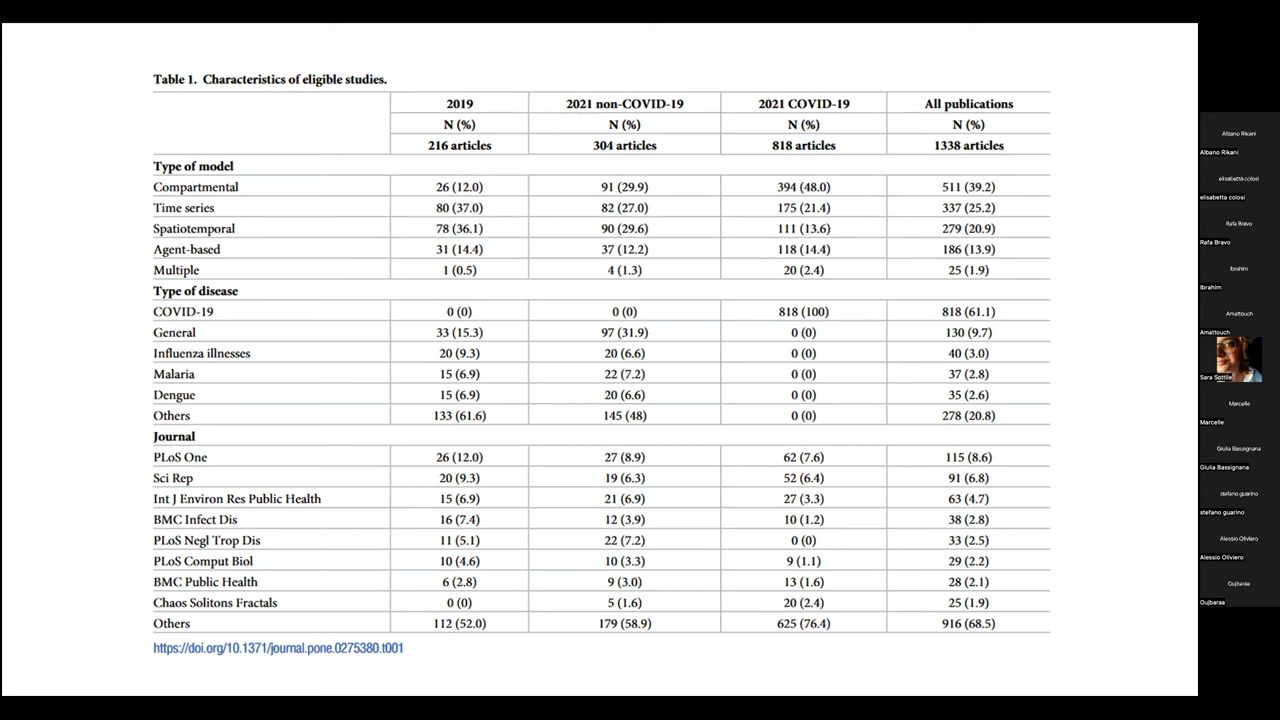 Table 1. Characteristics of eligible studies.
2019 2021 non-COVID-19 2021 COVID-19 All publications
N (%) N (%) N (%) N (%)
216 articles 304 articles 818 articles 1338 articles
Type of model
Compartmental 26 (12.0) 91 (29.9) 394 (48.0) 511 (39.2)
Time series 80 (37.0) 82 (27.0) 175 (21.4) 337 (25.2)
Spatiotemporal 78 (36.1) 90 (29.6) 111 (13.6) 279 (20.9)
Agent-based 31 (14.4) 37 (12.2) 118 (14.4) 186 (13.9)
Multiple 1 (0.5) 4 (1.3) 20 (2.4) 25 (1.9)
Type of disease
COVID-19 0 (0) 0 (0) 818 (100) 818 (61.1)
General 33 (15.3) 97 (31.9) 0 (0) 130 (9.7)
Influenza illnesses 20 (9.3) 20 (6.6) 0 (0) 40 (3.0)
Malaria 15 (6.9) 22 (7.2) 0 (0) 37 (2.8)
Dengue 15 (6.9) 20 (6.6) 0 (0) 35 (2.6)
Others 133 (61.6) 145 (48) 0 (0) 278 (20.8)
Journal
PLoS One 26 (12.0) 27 (8.9) 62 (7.6) 115 (8.6)
Sci Rep 20 (9.3) 19 (6.3) 52 (6.4) 91 (6.8)
Int J Environ Res Public Health 15 (6.9) 21 (6.9) 27 (3.3) 63 (4.7)
BMC Infect Dis 16 (7.4) 12 (3.9) 10 (1.2) 38 (2.8)
PLoS Negl Trop Dis 11 (5.1) 22 (7.2) 0 (0) 33 (2.5)
PLoS Comput Biol 10 (4.6) 10 (3.3) 9 (1.1) 29 (2.2)
BMC Public Health 6 (2.8) 9 (3.0) 13 (1.6) 28 (2.1)
Chaos Solitons Fractals 0 (0) 5 (1.6) 20 (2.4) 25 (1.9)
Others 112 (52.0) 179 (58.9) 625 (76.4) 916 (68.5)
https://doi.org/10.1371/journal.pone.0275380.t001
Albano Rikani
Albano Rikani
elisabetta colosi
elisabetta colosi
Rafa Bravo
Rafa Bravo
Ibrahim
Ibrahim
Amattouch
Amattouch
Sara Sottile
Marcelle
Marcelle
Giulia Bassignana
Giulia Bassignana
stefano guarino
stefano guarino
Alessio Oliviero
Alessio Oliviero
Oujbaraa
Oujbaraa